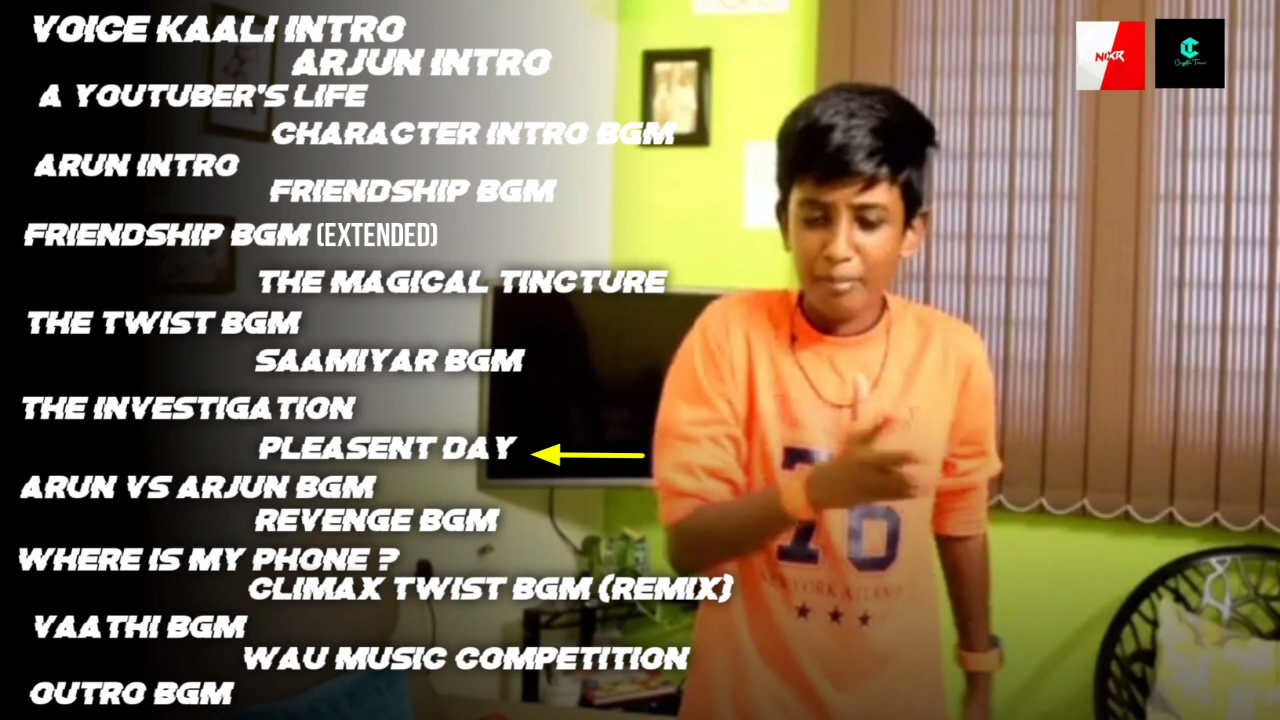 VOICE KAALI INTRO
ARJUN INTRO
A YOUTUBER'S LIFE
CHARACTER INTRO BGM
ARUN INTRO
FRIENDSHIP BGM
FRIENDSHIP BGM (EXTENDED)
THE MAGICAL TINCTURE
THE TWIST BGM
SAAMIYAR BGM
THE INVESTIGATION
PLEASENT DAY
ARUN VS ARJUN BGM
REVENGE BGM
WHERE IS MY PHONE ?
CLIMAX TWIST BGM (REMIX)
VAATHI BGM
WAU MUSIC COMPETITION
OUTRO BGM
NIXR
76